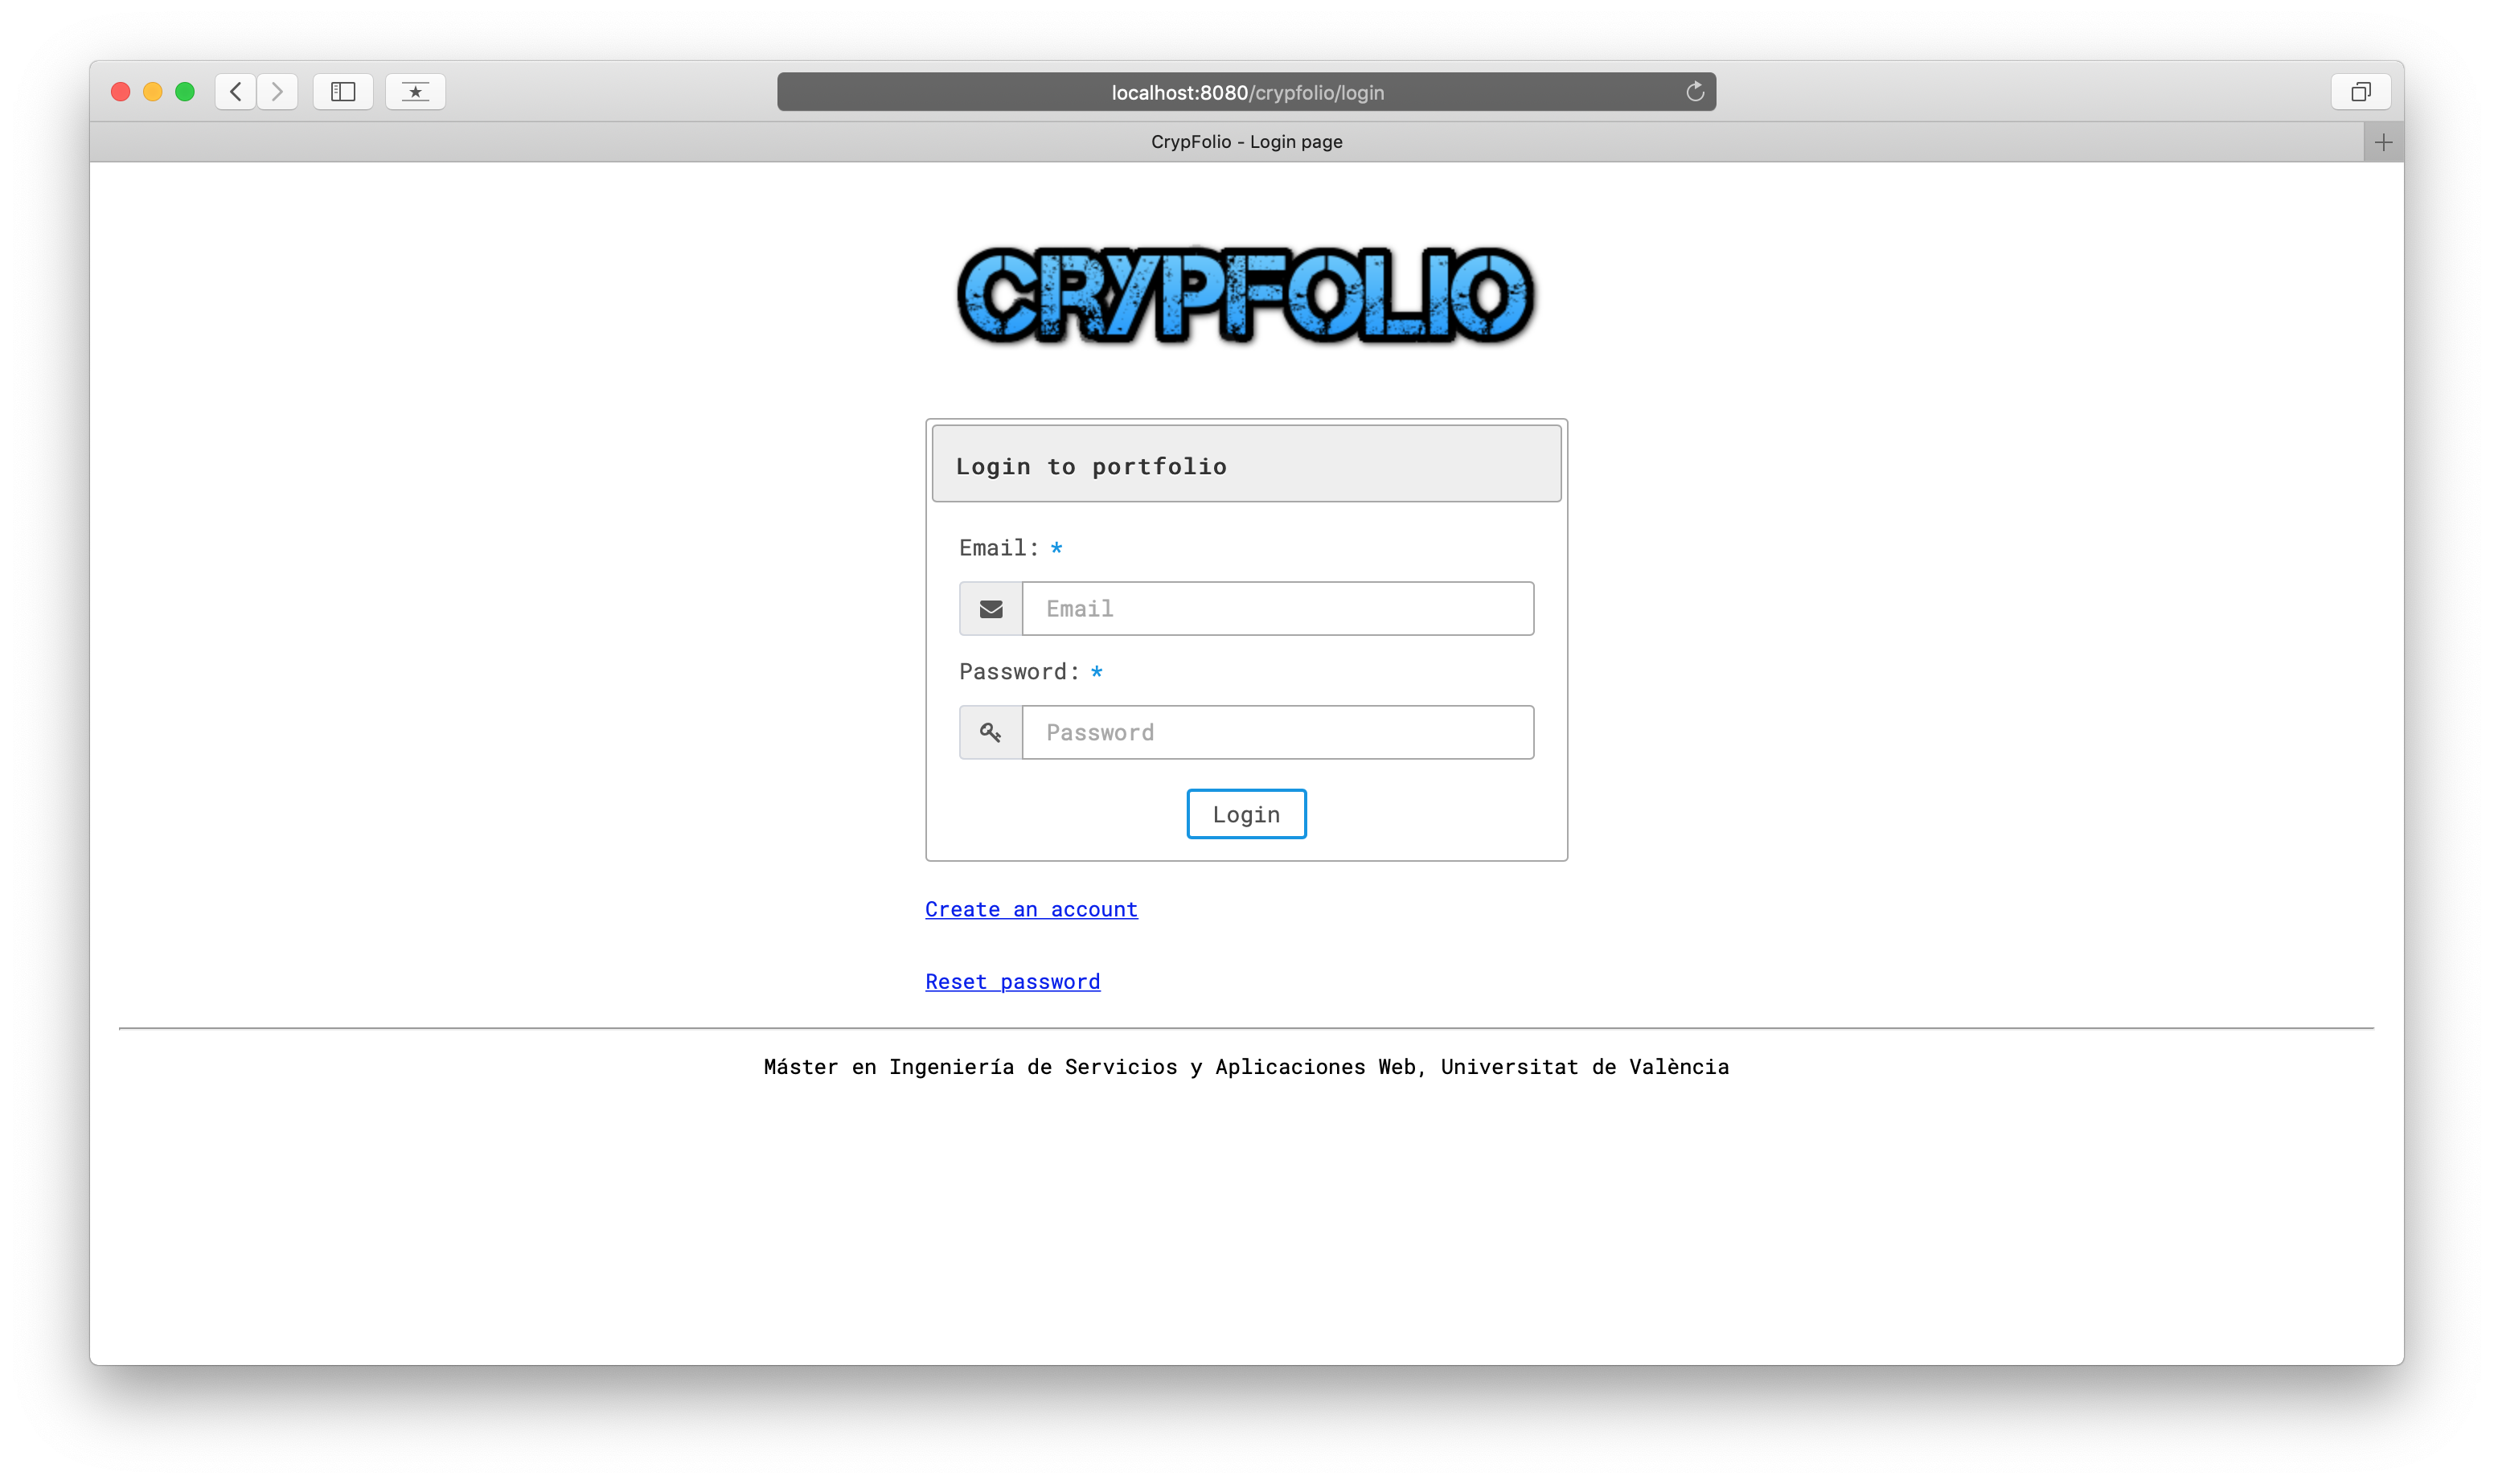 localhost:8080/crypfolio/login
CrypFolio - Login page
CRYPFOLIO
Login to portfolio
Email: *
Email
Password: *
Password
Login
Create an account
Reset password
Máster en Ingeniería de Servicios y Aplicaciones Web, Universitat de València